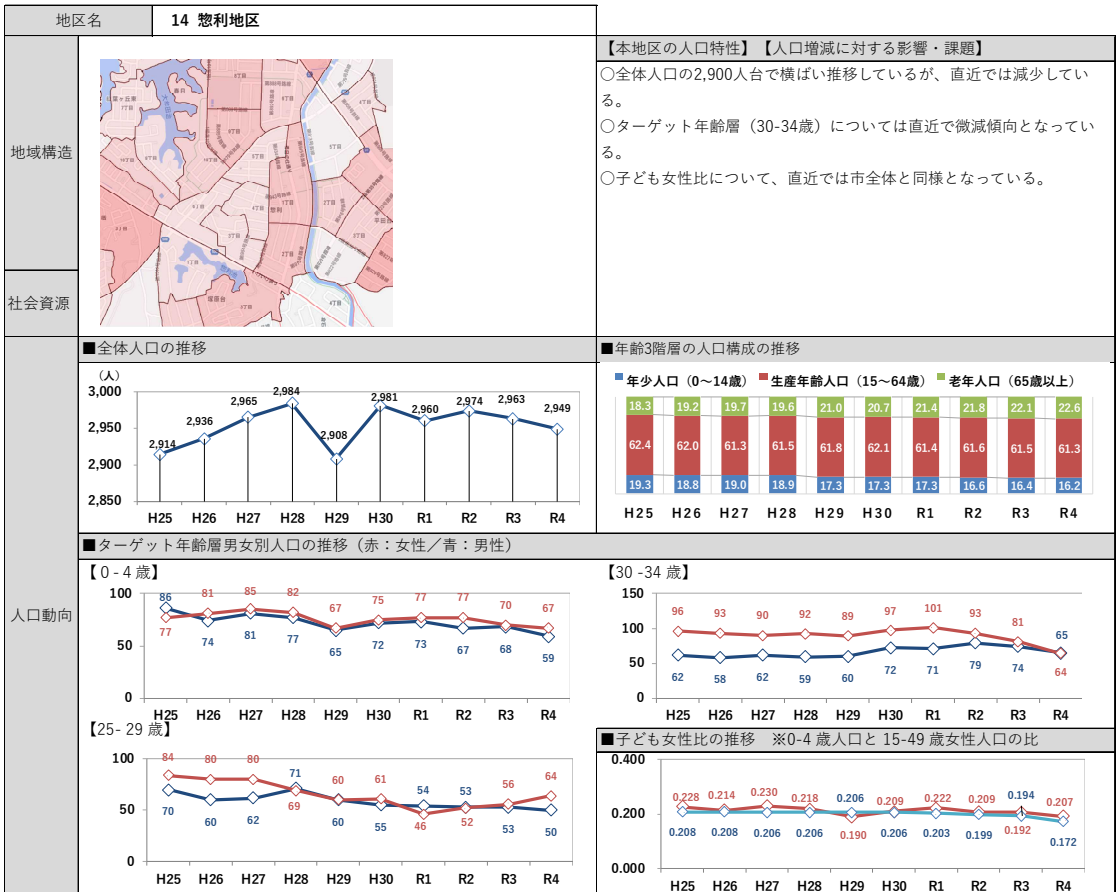 地区名
14 惣利地区
地域構造
社会資源
【本地区の人口特性】【人口増減に対する影響・課題】
○全体人口の2,900人台で横ばい推移しているが、直近では減少してい
る。
○ターゲット年齢層（30-34歳）については直近で微減傾向となってい
る。
○子ども女性比について、直近では市全体と同様となっている。
惣利
塚原台
平田台
春日
人口動向
■全体人口の推移
（人）
3,000
2,950
2,900
2,850
2,914
2,936
2,965
2,984
2,908
2,981
2,960
2,974
2,963
2,949
H25 H26 H27 H28 H29 H30 R1 R2 R3 R4
■年齢3階層の人口構成の推移
年少人口（0～14歳） 生産年齢人口（15～64歳） 老年人口（65歳以上）
18.3 19.2 19.7 19.6 21.0 20.7 21.4 21.8 22.1 22.6
62.4 62.0 61.3 61.5 61.8 62.1 61.4 61.6 61.5 61.3
19.3 18.8 19.0 18.9 17.3 17.3 17.3 16.6 16.4 16.2
H25 H26 H27 H28 H29 H30 R1 R2 R3 R4
■ターゲット年齢層男女別人口の推移（赤：女性／青：男性）
【0-4歳】
100
50
0
86 81 85 82 67 75 77 77 70 67
77 74 81 77 65 72 73 67 68 59
H25 H26 H27 H28 H29 H30 R1 R2 R3 R4
【30-34歳】
150
100
50
0
96 93 90 92 89 97 101 93 81 65
62 58 62 59 60 72 71 79 74 64
H25 H26 H27 H28 H29 H30 R1 R2 R3 R4
【25-29歳】
100
50
0
84 80 80 71 60 61 54 53 56 64
70 60 62 69 60 55 46 52 53 50
H25 H26 H27 H28 H29 H30 R1 R2 R3 R4
■子ども女性比の推移 ※0-4歳人口と15-49歳女性人口の比
0.400
0.200
0.000
0.228 0.214 0.230 0.218 0.206 0.209 0.222 0.209 0.194 0.207
0.208 0.208 0.206 0.206 0.190 0.206 0.203 0.199 0.192 0.172
H25 H26 H27 H28 H29 H30 R1 R2 R3 R4